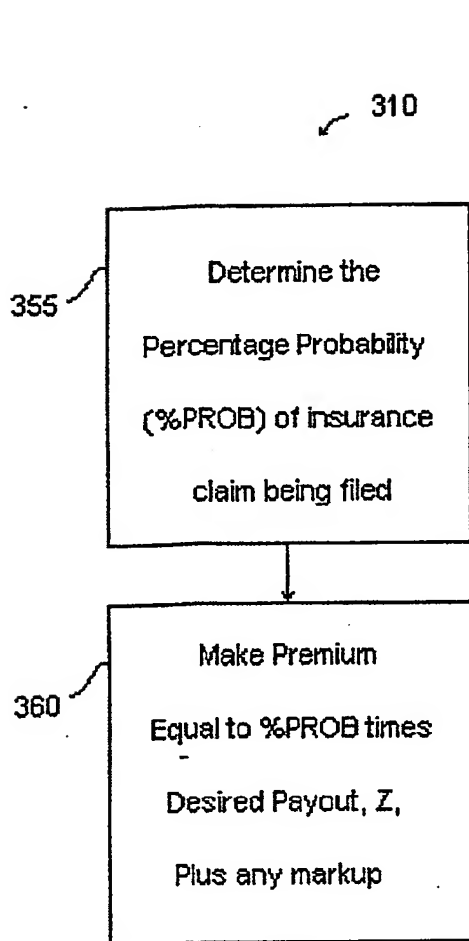 310
355
Determine the
Percentage Probability
(%PROB) of insurance
claim being filed
360
Make Premium
Equal to %PROB times
Desired Payout, Z,
Plus any markup